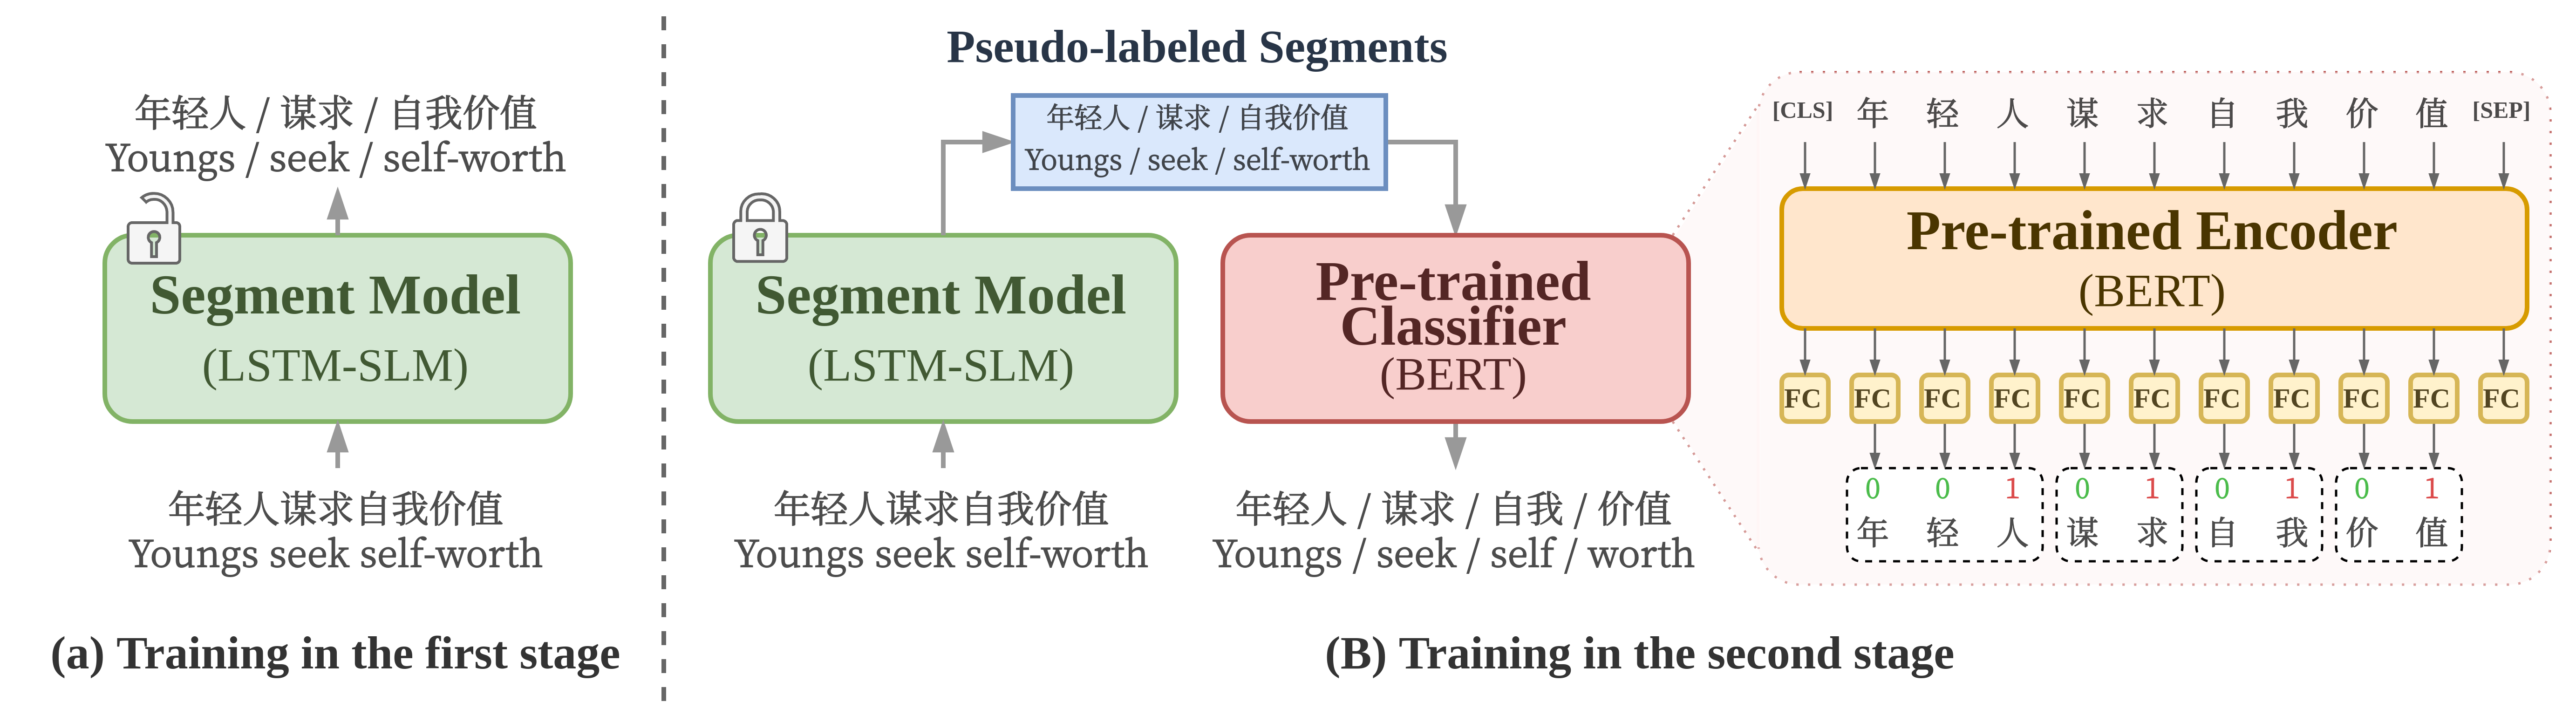 年轻人 / 谋求 / 自我价值
Youngs / seek / self-worth
Segment Model
(LSTM-SLM)
年轻人谋求自我价值
Youngs seek self-worth
(a) Training in the first stage
Pseudo-labeled Segments
年轻人 / 谋求 / 自我价值
Youngs / seek / self-worth
Segment Model
(LSTM-SLM)
年轻人谋求自我价值
Youngs seek self-worth
Pre-trained
Classifier
(BERT)
年轻人 / 谋求 / 自我 / 价值
Youngs / seek / self / worth
[CLS] 年 轻 人 谋 求 自 我 价 值 [SEP]
Pre-trained Encoder
(BERT)
FC FC FC FC FC FC FC FC FC FC FC
0 0 1 0 1 0 1 0 1
年 轻 人 谋 求 自 我 价 值
(B) Training in the second stage